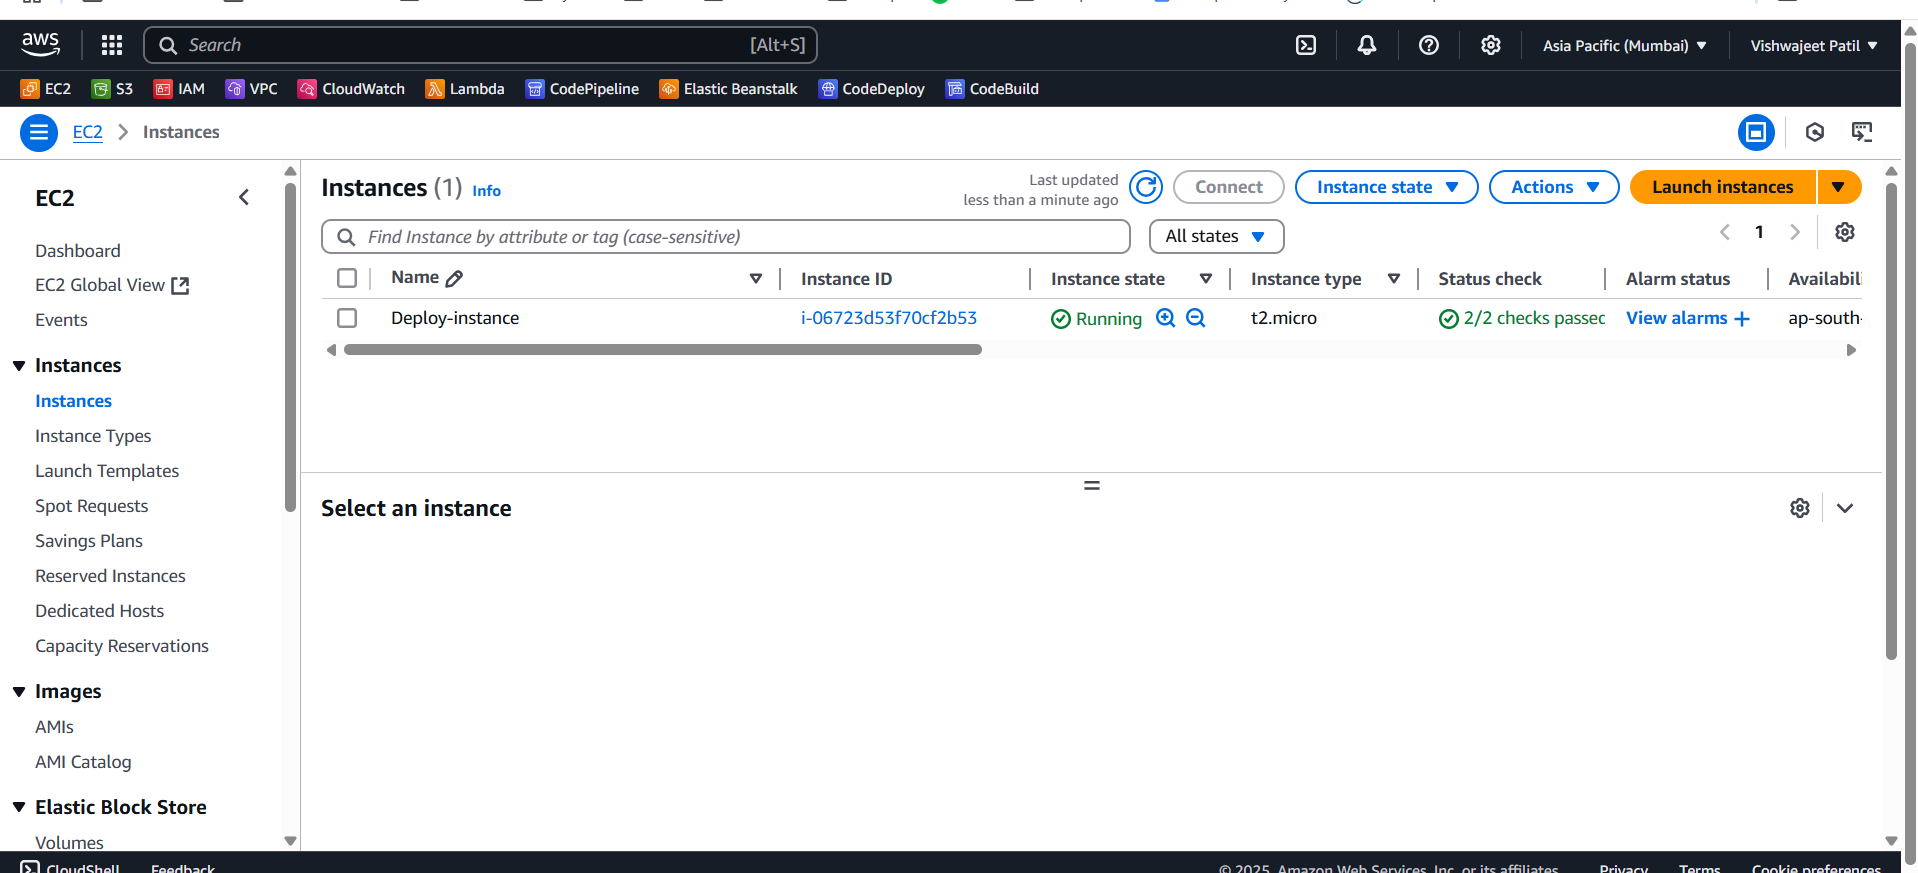 aws
Search [Alt+S]
Asia Pacific (Mumbai) Vishwajeet Patil
EC2 S3 IAM VPC CloudWatch Lambda CodePipeline Elastic Beanstalk CodeDeploy CodeBuild
EC2 Instances
EC2
Dashboard
EC2 Global View
Events
Instances
Instances
Instance Types
Launch Templates
Spot Requests
Savings Plans
Reserved Instances
Dedicated Hosts
Capacity Reservations
Images
AMIs
AMI Catalog
Elastic Block Store
Volumes
Instances (1) Info
Last updated
less than a minute ago
Connect Instance state Actions Launch instances
Find Instance by attribute or tag (case-sensitive) All states 1
Name Instance ID Instance state Instance type Status check Alarm status Availabil
Deploy-instance i-06723d53f70cf2b53 Running t2.micro 2/2 checks passec View alarms + ap-south-
Select an instance
CloudShell Feedback © 2025, Amazon Web Services, Inc. or its affiliates. Privacy Terms Cookie preferences